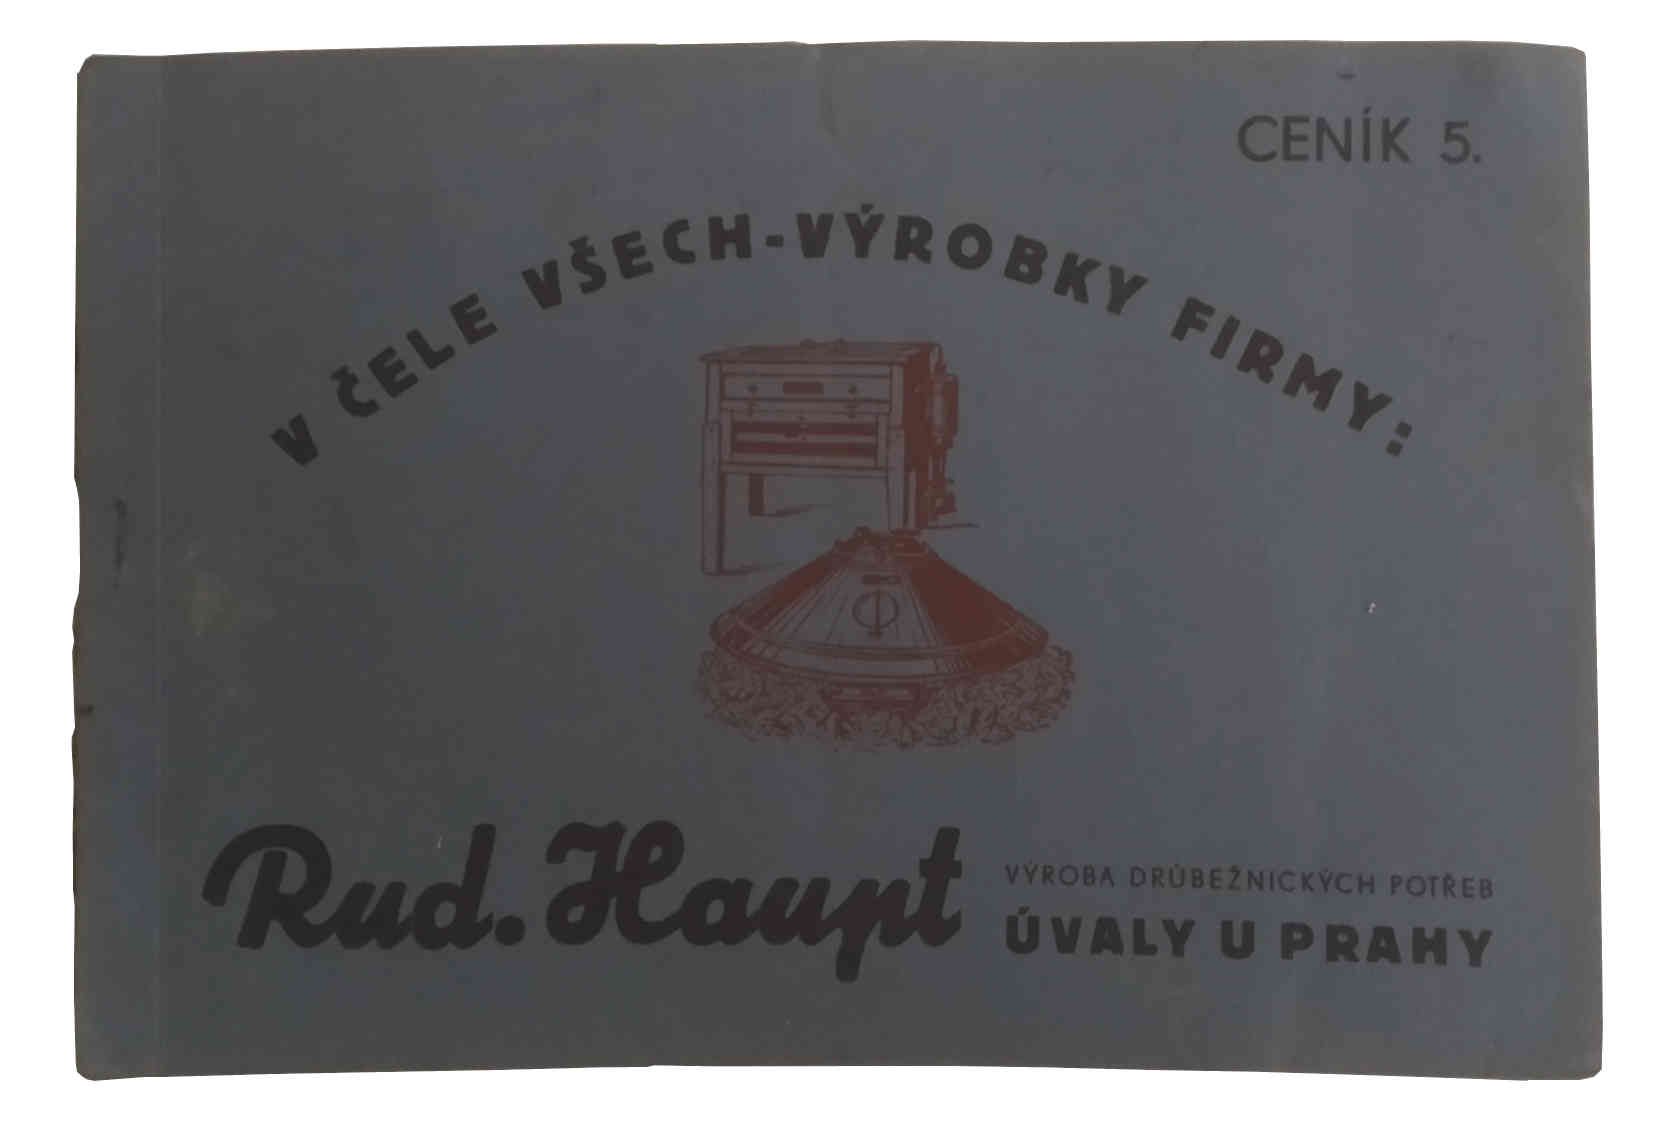 CENÍK 5.
V ČELE VŠECH-VÝROBKY FIRMY:
Rud. Haupt
VÝROBA DRŮBEŽNICKÝCH POTŘEB
ÚVALY U PRAHY